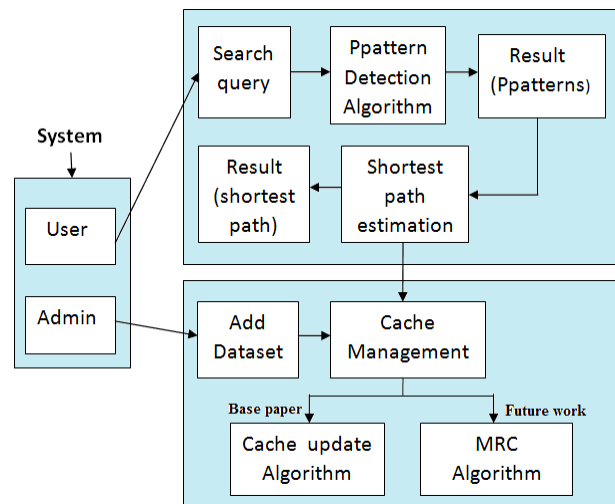 Search
query
Ppattern
Detection
Algorithm
Result
(Ppatterns)
System
Result
(shortest
path)
Shortest
path
estimation
User
Admin
Add
Dataset
Cache
Management
Base paper
Future work
Cache update
Algorithm
MRC
Algorithm